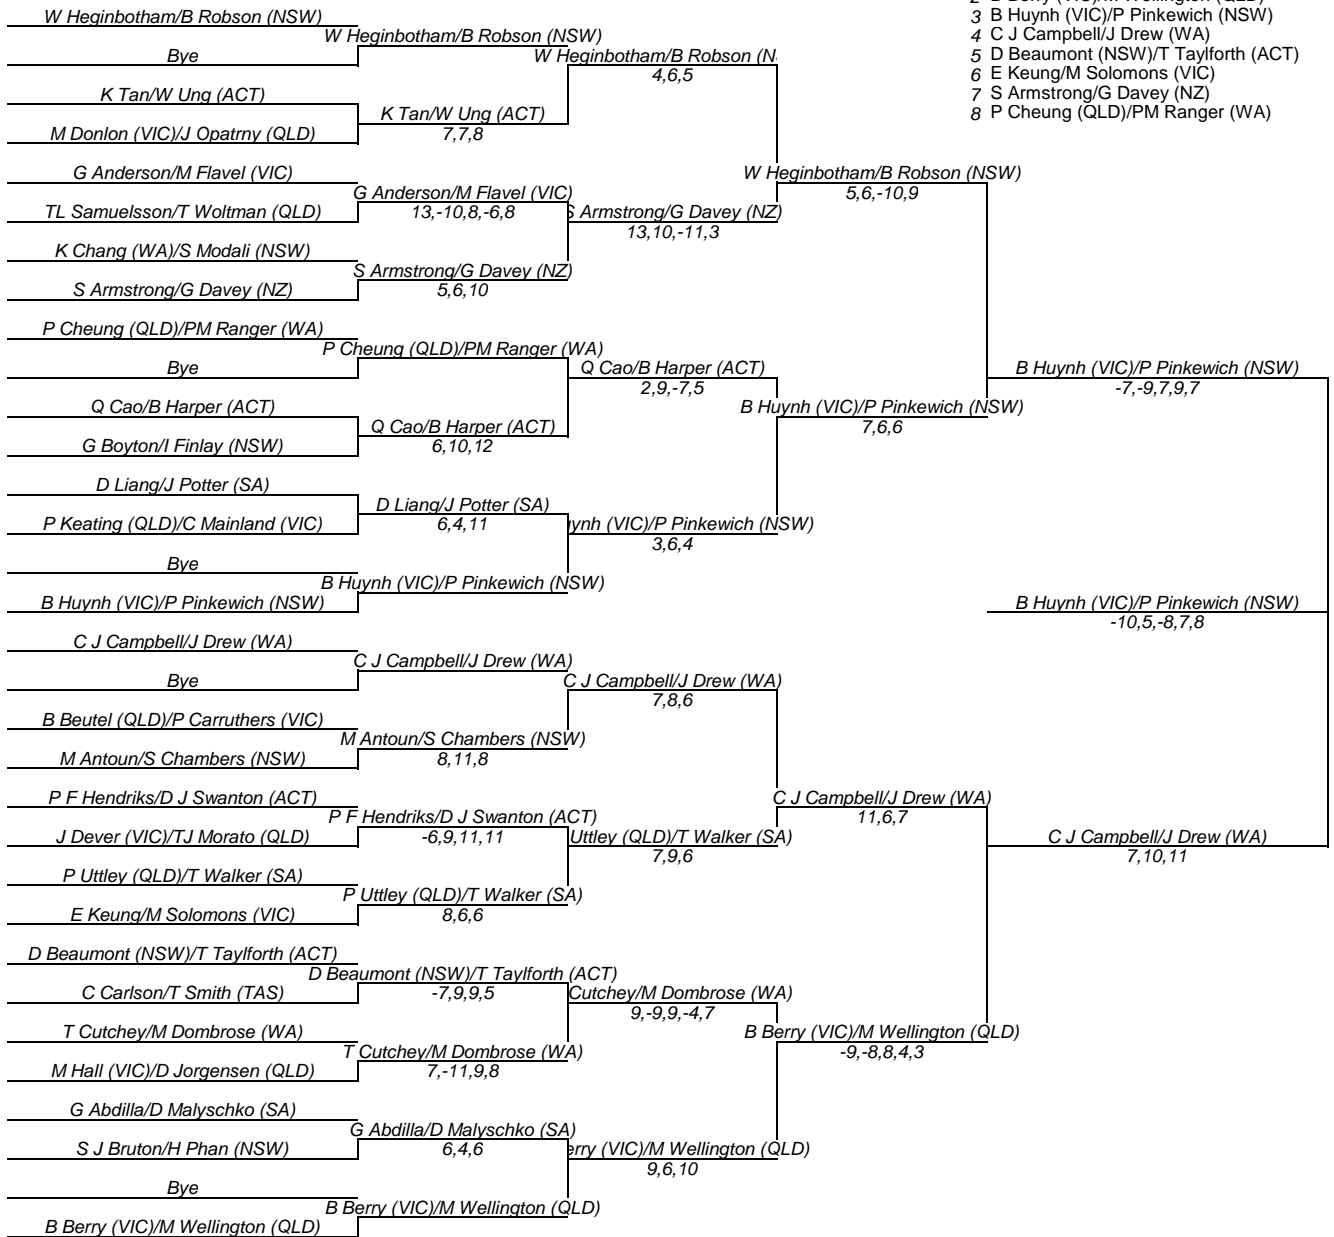 W Heginbotham/B Robson (NSW)
Bye
K Tan/W Ung (ACT)
M Donlon (VIC)/J Opatrny (QLD)
G Anderson/M Flavel (VIC)
TL Samuelsson/T Woltman (QLD)
K Chang (WA)/S Modali (NSW)
S Armstrong/G Davey (NZ)
P Cheung (QLD)/PM Ranger (WA)
Bye
Q Cao/B Harper (ACT)
G Boyton/I Finlay (NSW)
D Liang/J Potter (SA)
P Keating (QLD)/C Mainland (VIC)
Bye
B Huynh (VIC)/P Pinkewich (NSW)
C J Campbell/J Drew (WA)
Bye
B Beutel (QLD)/P Carruthers (VIC)
M Antoun/S Chambers (NSW)
P F Hendriks/D J Swanton (ACT)
J Dever (VIC)/TJ Morato (QLD)
P Uttley (QLD)/T Walker (SA)
E Keung/M Solomons (VIC)
D Beaumont (NSW)/T Taylforth (ACT)
C Carlson/T Smith (TAS)
T Cutchey/M Dombrose (WA)
M Hall (VIC)/D Jorgensen (QLD)
G Abdilla/D Malyschko (SA)
S J Bruton/H Phan (NSW)
Bye
B Berry (VIC)/M Wellington (QLD)
W Heginbotham/B Robson (NSW)
K Tan/W Ung (ACT)
7,7,8
G Anderson/M Flavel (VIC)
13,-10,8,-6,8
S Armstrong/G Davey (NZ)
5,6,10
P Cheung (QLD)/PM Ranger (WA)
Q Cao/B Harper (ACT)
6,10,12
D Liang/J Potter (SA)
6,4,11
B Huynh (VIC)/P Pinkewich (NSW)
C J Campbell/J Drew (WA)
M Antoun/S Chambers (NSW)
8,11,8
P F Hendriks/D J Swanton (ACT)
-6,9,11,11
P Uttley (QLD)/T Walker (SA)
8,6,6
D Beaumont (NSW)/T Taylforth (ACT)
-7,9,9,5
T Cutchey/M Dombrose (WA)
7,-11,9,8
G Abdilla/D Malyschko (SA)
6,4,6
B Berry (VIC)/M Wellington (QLD)
W Heginbotham/B Robson (N
4,6,5
S Armstrong/G Davey (NZ)
13,10,-11,3
Q Cao/B Harper (ACT)
2,9,-7,5
ynh (VIC)/P Pinkewich (NSW)
3,6,4
C J Campbell/J Drew (WA)
7,8,6
Uttley (QLD)/T Walker (SA)
7,9,6
Cutchey/M Dombrose (WA)
9,-9,9,-4,7
erry (VIC)/M Wellington (QLD)
9,6,10
W Heginbotham/B Robson (NSW)
5,6,-10,9
B Huynh (VIC)/P Pinkewich (NSW)
7,6,6
C J Campbell/J Drew (WA)
11,6,7
B Berry (VIC)/M Wellington (QLD)
-9,-8,8,4,3
3 B Huynh (VIC)/P Pinkewich (NSW)
4 C J Campbell/J Drew (WA)
5 D Beaumont (NSW)/T Taylforth (ACT)
6 E Keung/M Solomons (VIC)
7 S Armstrong/G Davey (NZ)
8 P Cheung (QLD)/PM Ranger (WA)
B Huynh (VIC)/P Pinkewich (NSW)
-7,-9,7,9,7
B Huynh (VIC)/P Pinkewich (NSW)
-10,5,-8,7,8
C J Campbell/J Drew (WA)
7,10,11